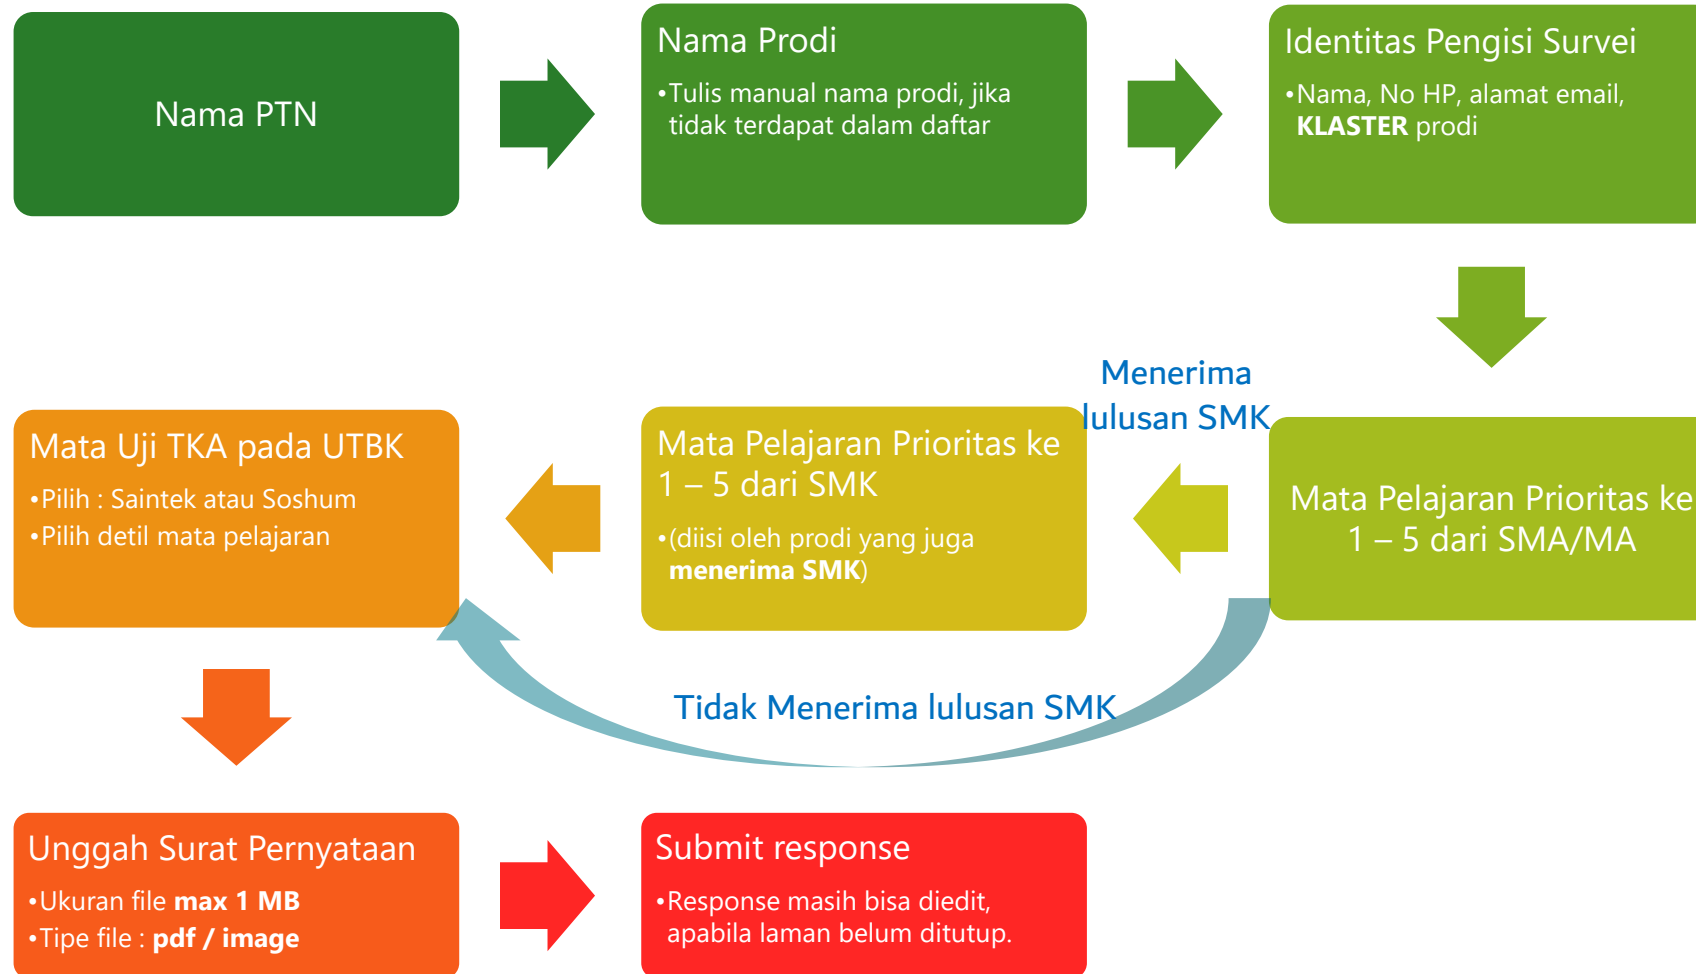 Nama PTN
Nama Prodi
•Tulis manual nama prodi, jika
tidak terdapat dalam daftar
Identitas Pengisi Survei
•Nama, No HP, alamat email,
KLASTER prodi
Menerima
lulusan SMK
Mata Pelajaran Prioritas ke
1 – 5 dari SMA/MA
Mata Pelajaran Prioritas ke
1 – 5 dari SMK
•(diisi oleh prodi yang juga
menerima SMK)
Mata Uji TKA pada UTBK
•Pilih : Saintek atau Soshum
•Pilih detil mata pelajaran
Tidak Menerima lulusan SMK
Unggah Surat Pernyataan
•Ukuran file max 1 MB
•Tipe file : pdf / image
Submit response
•Response masih bisa diedit,
apabila laman belum ditutup.